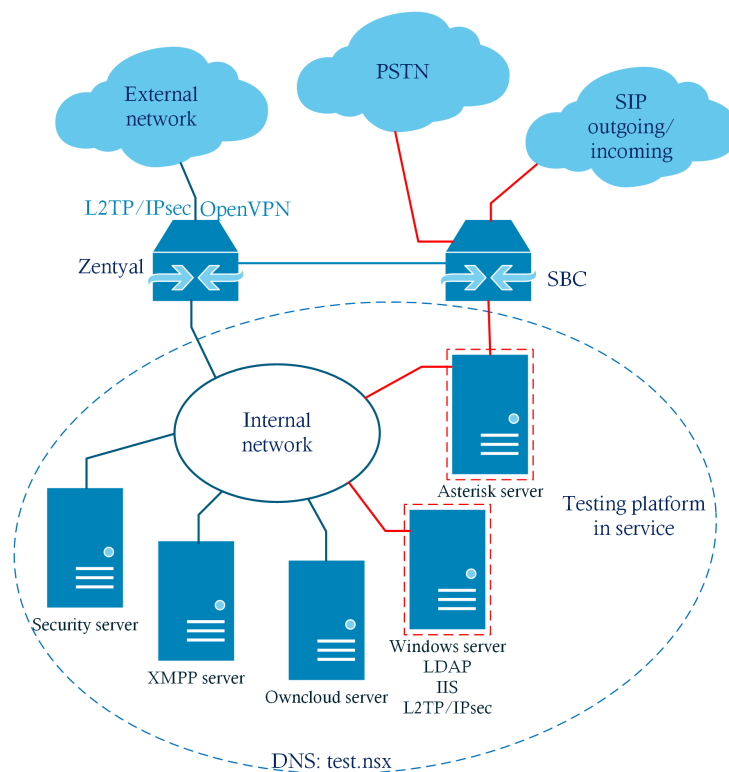 PSTN
External
network
SIP
outgoing/
incoming
L2TP/IPsec OpenVPN
Zentyal
SBC
Internal
network
Asterisk server
Testing platform
in service
Security server
XMPP server
Owncloud server
Windows server
LDAP
IIS
L2TP/IPsec
DNS: test.nsx